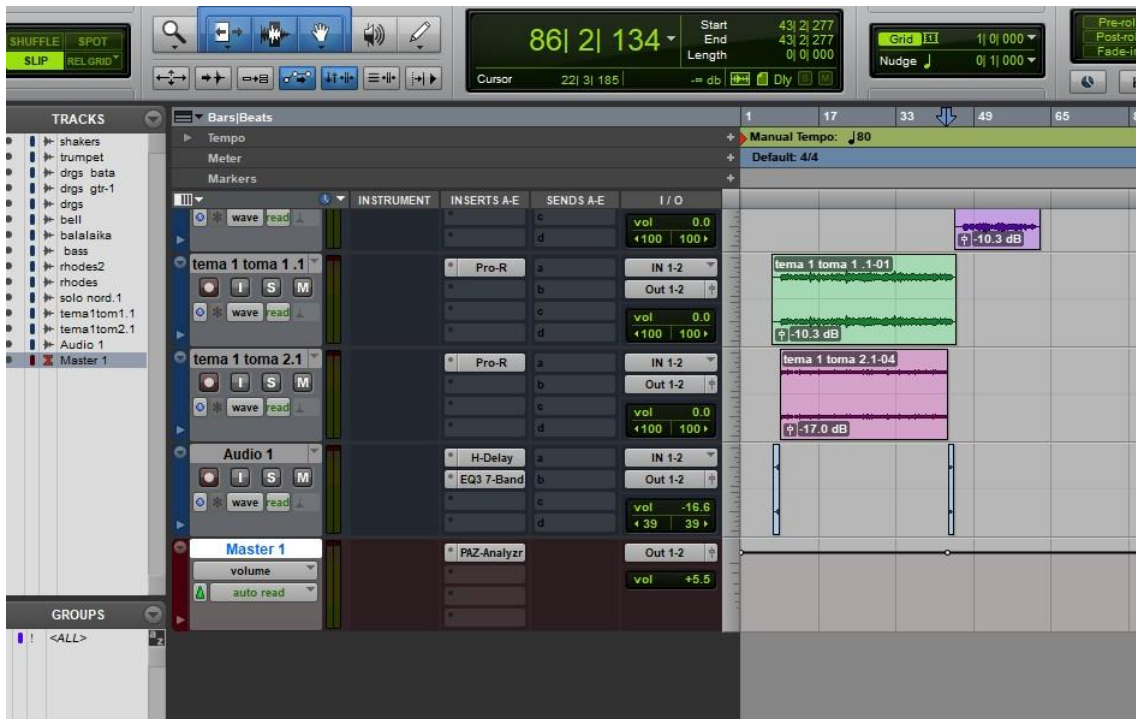 SHUFFLE SPOT
SLIP REL GRID
86| 2| 134
Start 43| 2| 277
End 43| 2| 277
Length 0| 0| 000
Cursor 22| 3| 185
-∞ db
Dly S M
Grid 1| 0| 000
Nudge 0| 1| 000
Pre-rol
Post-rol
Fade-in
TRACKS
shakers
trumpet
drgs bata
drgs gtr-1
drgs
bell
balalaika
bass
rhodes2
rhodes
solo nord.1
tema1tom1.1
tema1tom2.1
Audio 1
Master 1
GROUPS
! <ALL>
a z
Bars|Beats 1 17 33 49 65
Tempo + Manual Tempo: 80
Meter + Default: 4/4
Markers +
INSTRUMENT INSERTS A-E SENDS A-E I / O
wave read
c
d
vol 0.0
100 100
-10.3 dB
tema 1 toma 1 .1
I S M
wave read
Pro-R
a
b
c
d
IN 1-2
Out 1-2
vol 0.0
100 100
tema 1 toma 1 .1-01
-10.3 dB
tema 1 toma 2.1
I S M
wave read
Pro-R
a
b
c
d
IN 1-2
Out 1-2
vol 0.0
100 100
tema 1 toma 2.1-04
-17.0 dB
Audio 1
I S M
wave read
H-Delay
EQ3 7-Band
a
b
c
d
IN 1-2
Out 1-2
vol -16.6
39 39
Master 1
volume
auto read
PAZ-Analyzr
Out 1-2
vol +5.5